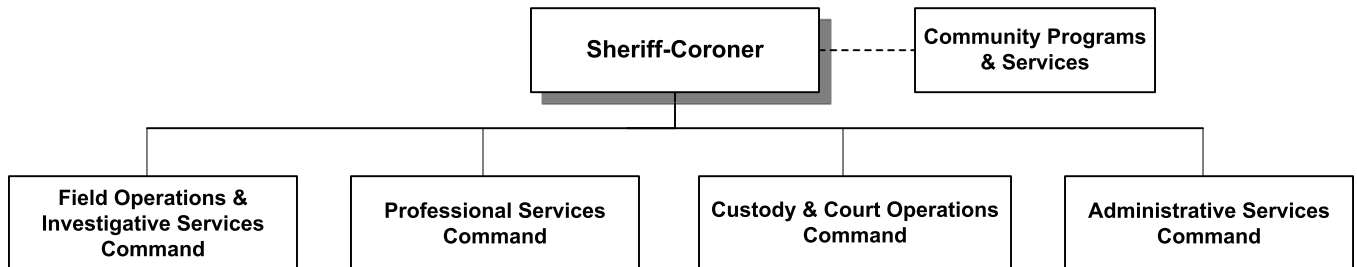 Sheriff-Coroner
Community Programs
& Services
Field Operations &
Investigative Services
Command
Professional Services
Command
Custody & Court Operations
Command
Administrative Services
Command